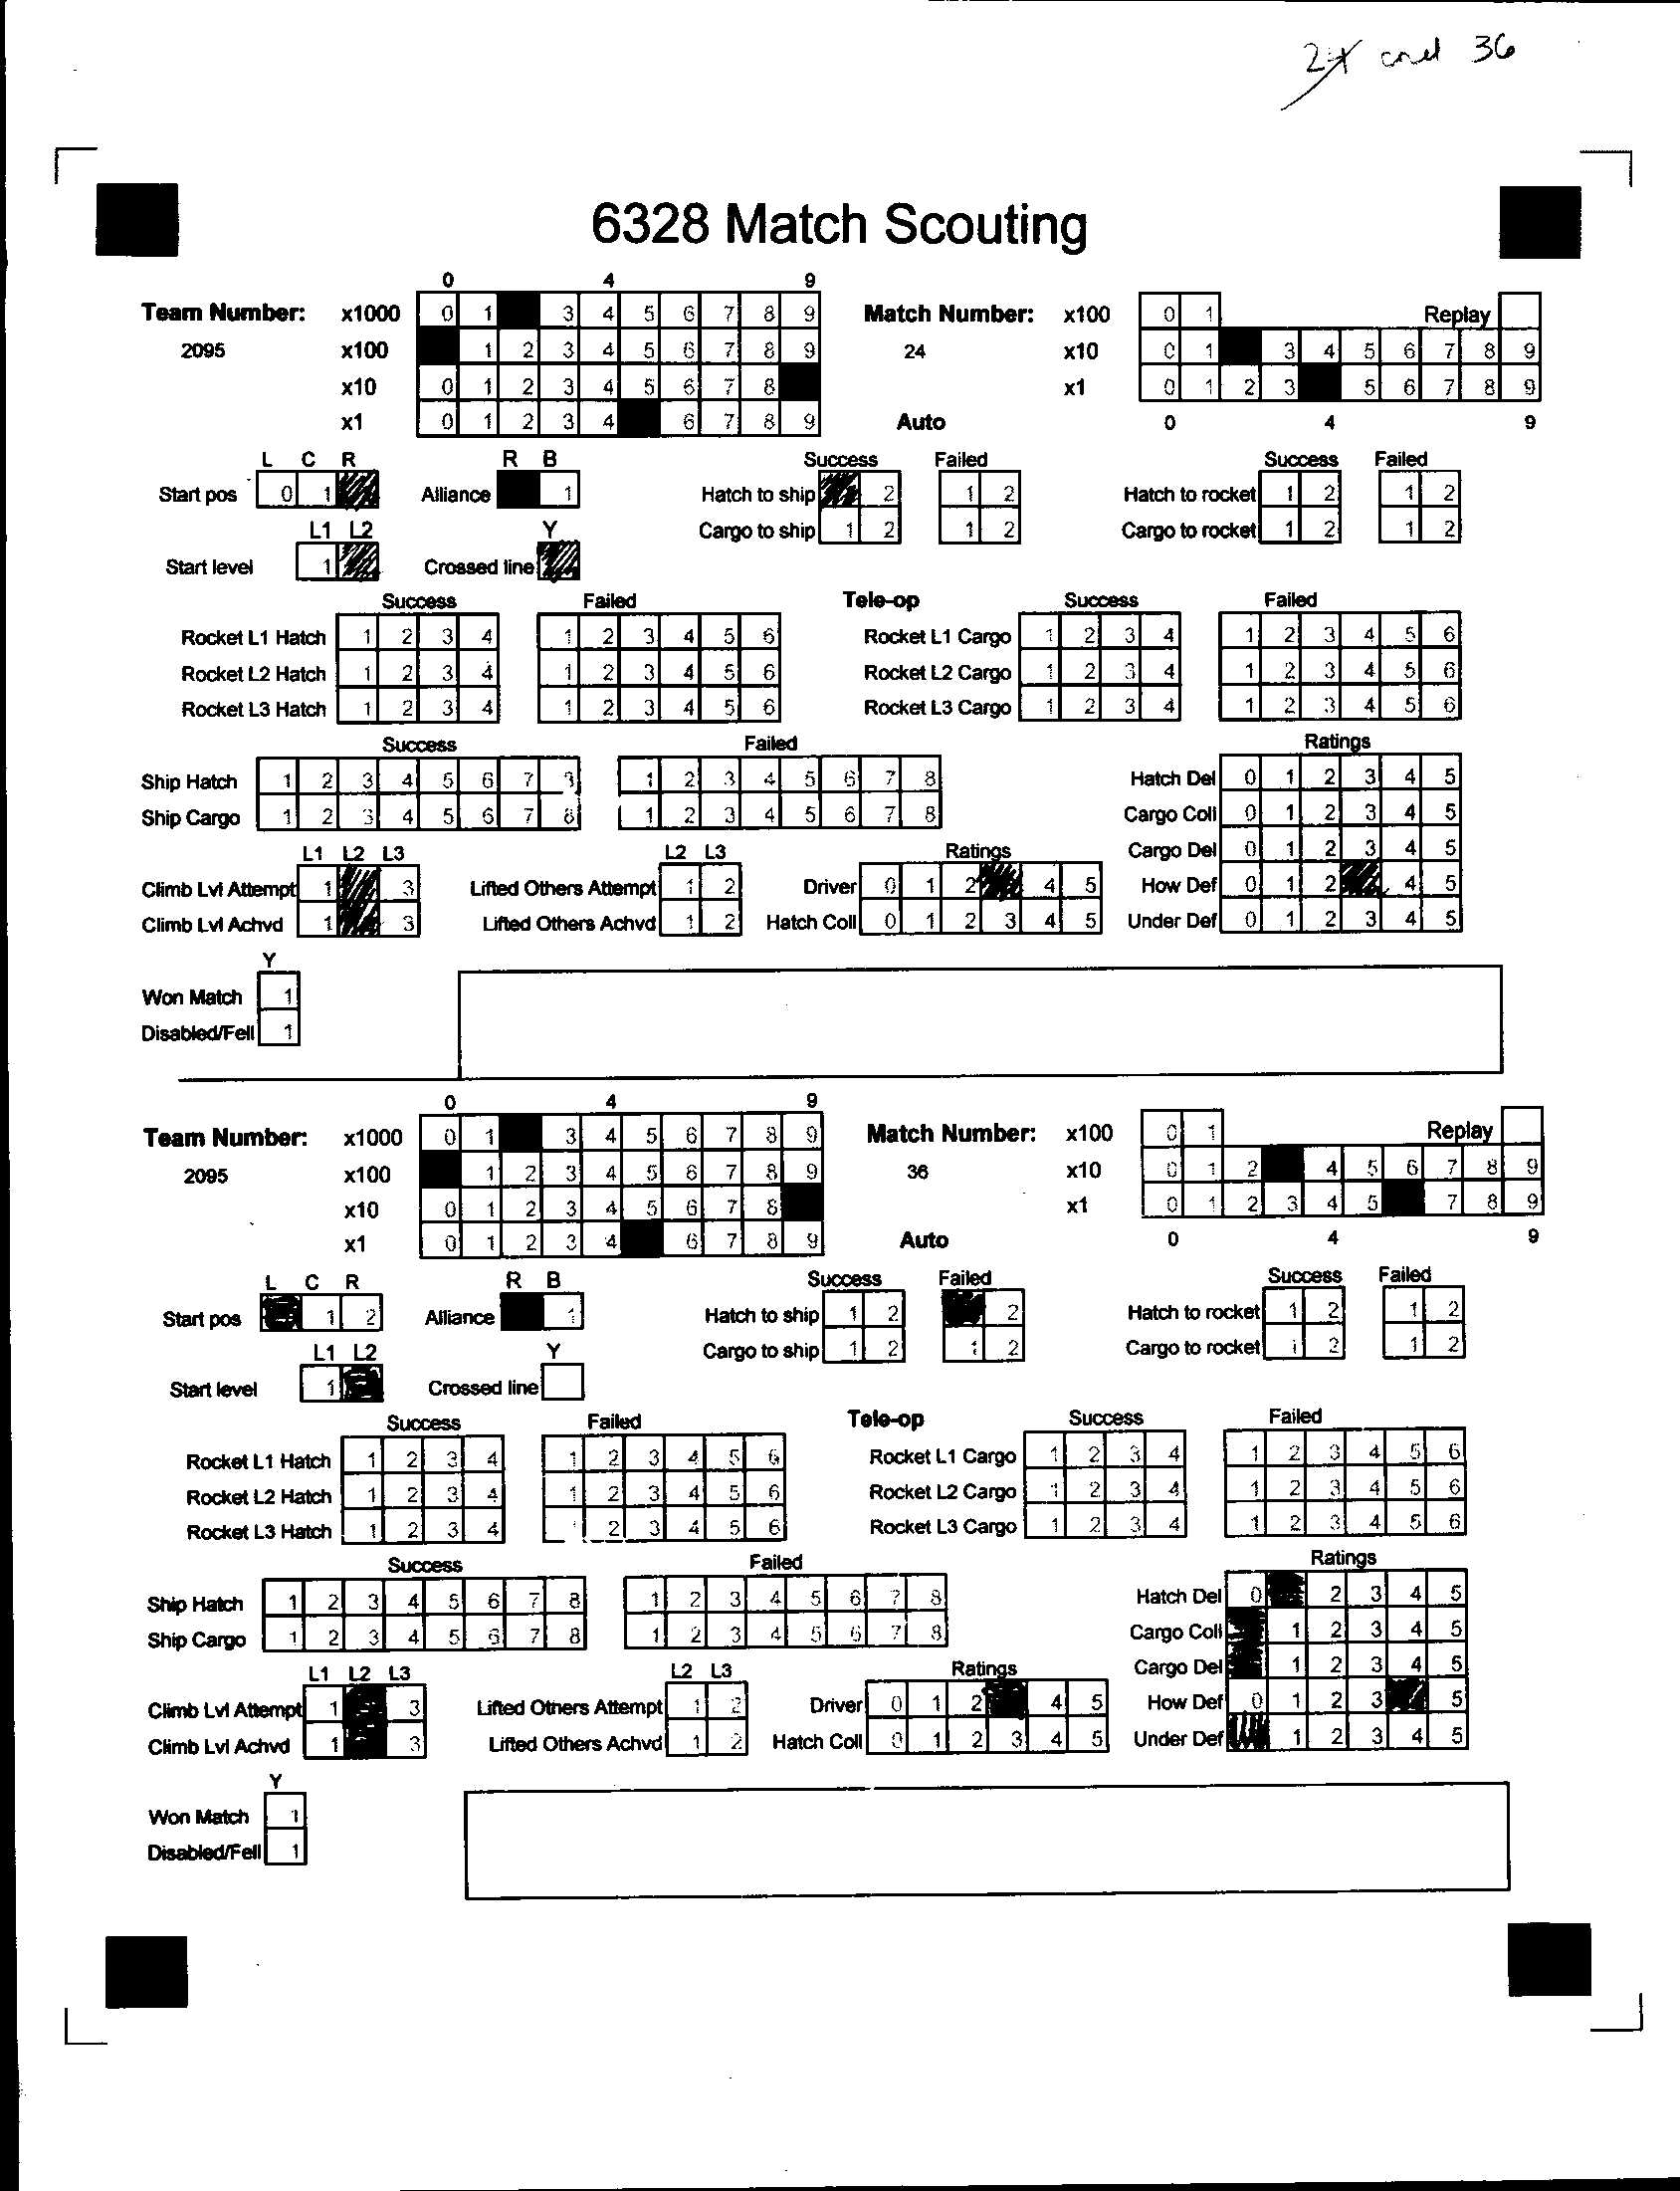 24 and 36
6328 Match Scouting
0 4 9
Team Number: x1000 0 1 3 4 5 6 7 8 9 Match Number: x100 0 1 Replay
2095 x100 1 2 3 4 5 6 7 8 9 24 x10 0 1 3 4 5 6 7 8 9
x10 0 1 2 3 4 5 6 7 8 x1 0 1 2 3 5 6 7 8 9
x1 0 1 2 3 4 6 7 8 9 Auto 0 4 9
L C R R B Success Failed Success Failed
Start pos 0 1 Alliance 1 Hatch to ship 2 1 2 Hatch to rocket 1 2 1 2
L1 L2 Y Cargo to ship 1 2 1 2 Cargo to rocket 1 2 1 2
Start level 1 Crossed line
Success Failed Tele-op Success Failed
Rocket L1 Hatch 1 2 3 4 1 2 3 4 5 6 Rocket L1 Cargo 1 2 3 4 1 2 3 4 5 6
Rocket L2 Hatch 1 2 3 4 1 2 3 4 5 6 Rocket L2 Cargo 1 2 3 4 1 2 3 4 5 6
Rocket L3 Hatch 1 2 3 4 1 2 3 4 5 6 Rocket L3 Cargo 1 2 3 4 1 2 3 4 5 6
Success Failed Ratings
Ship Hatch 1 2 3 4 5 6 7 8 1 2 3 4 5 6 7 8 Hatch Del 0 1 2 3 4 5
Ship Cargo 1 2 3 4 5 6 7 8 1 2 3 4 5 6 7 8 Cargo Coll 0 1 2 3 4 5
L1 L2 L3 L2 L3 Ratings Cargo Del 0 1 2 3 4 5
Climb Lvl Attempt 1 3 Lifted Others Attempt 1 2 Driver 0 1 2 4 5 How Def 0 1 2 4 5
Climb Lvl Achvd 1 3 Lifted Others Achvd 1 2 Hatch Coll 0 1 2 3 4 5 Under Def 0 1 2 3 4 5
Y
Won Match 1
Disabled/Fell 1
0 4 9
Team Number: x1000 0 1 3 4 5 6 7 8 9 Match Number: x100 0 1 Replay
2095 x100 1 2 3 4 5 6 7 8 9 36 x10 0 1 2 4 5 6 7 8 9
x10 0 1 2 3 4 5 6 7 8 x1 0 1 2 3 4 5 7 8 9
x1 0 1 2 3 4 6 7 8 9 Auto 0 4 9
L C R R B Success Failed Success Failed
Start pos 1 2 Alliance 1 Hatch to ship 1 2 2 Hatch to rocket 1 2 1 2
L1 L2 Y Cargo to ship 1 2 1 2 Cargo to rocket 1 2 1 2
Start level 1 Crossed line
Success Failed Tele-op Success Failed
Rocket L1 Hatch 1 2 3 4 1 2 3 4 5 6 Rocket L1 Cargo 1 2 3 4 1 2 3 4 5 6
Rocket L2 Hatch 1 2 3 4 1 2 3 4 5 6 Rocket L2 Cargo 1 2 3 4 1 2 3 4 5 6
Rocket L3 Hatch 1 2 3 4 1 2 3 4 5 6 Rocket L3 Cargo 1 2 3 4 1 2 3 4 5 6
Success Failed Ratings
Ship Hatch 1 2 3 4 5 6 7 8 1 2 3 4 5 6 7 8 Hatch Del 0 2 3 4 5
Ship Cargo 1 2 3 4 5 6 7 8 1 2 3 4 5 6 7 8 Cargo Coll 1 2 3 4 5
L1 L2 L3 L2 L3 Ratings Cargo Del 1 2 3 4 5
Climb Lvl Attempt 1 3 Lifted Others Attempt 1 2 Driver 0 1 2 4 5 How Def 0 1 2 3 5
Climb Lvl Achvd 1 3 Lifted Others Achvd 1 2 Hatch Coll 0 1 2 3 4 5 Under Def 1 2 3 4 5
Y
Won Match 1
Disabled/Fell 1